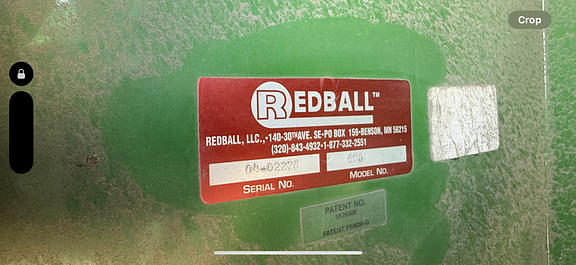 Crop
REDBALL™
REDBALL, LLC.,•140-30TH AVE. SE•PO BOX 159•BENSON, MN 56215
(320)-843-4932•1-877-332-2551
04-02278
SERIAL NO.
MODEL NO.
PATENT NO.
PATENT PENDING